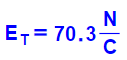 E_T = 70.3 N/C